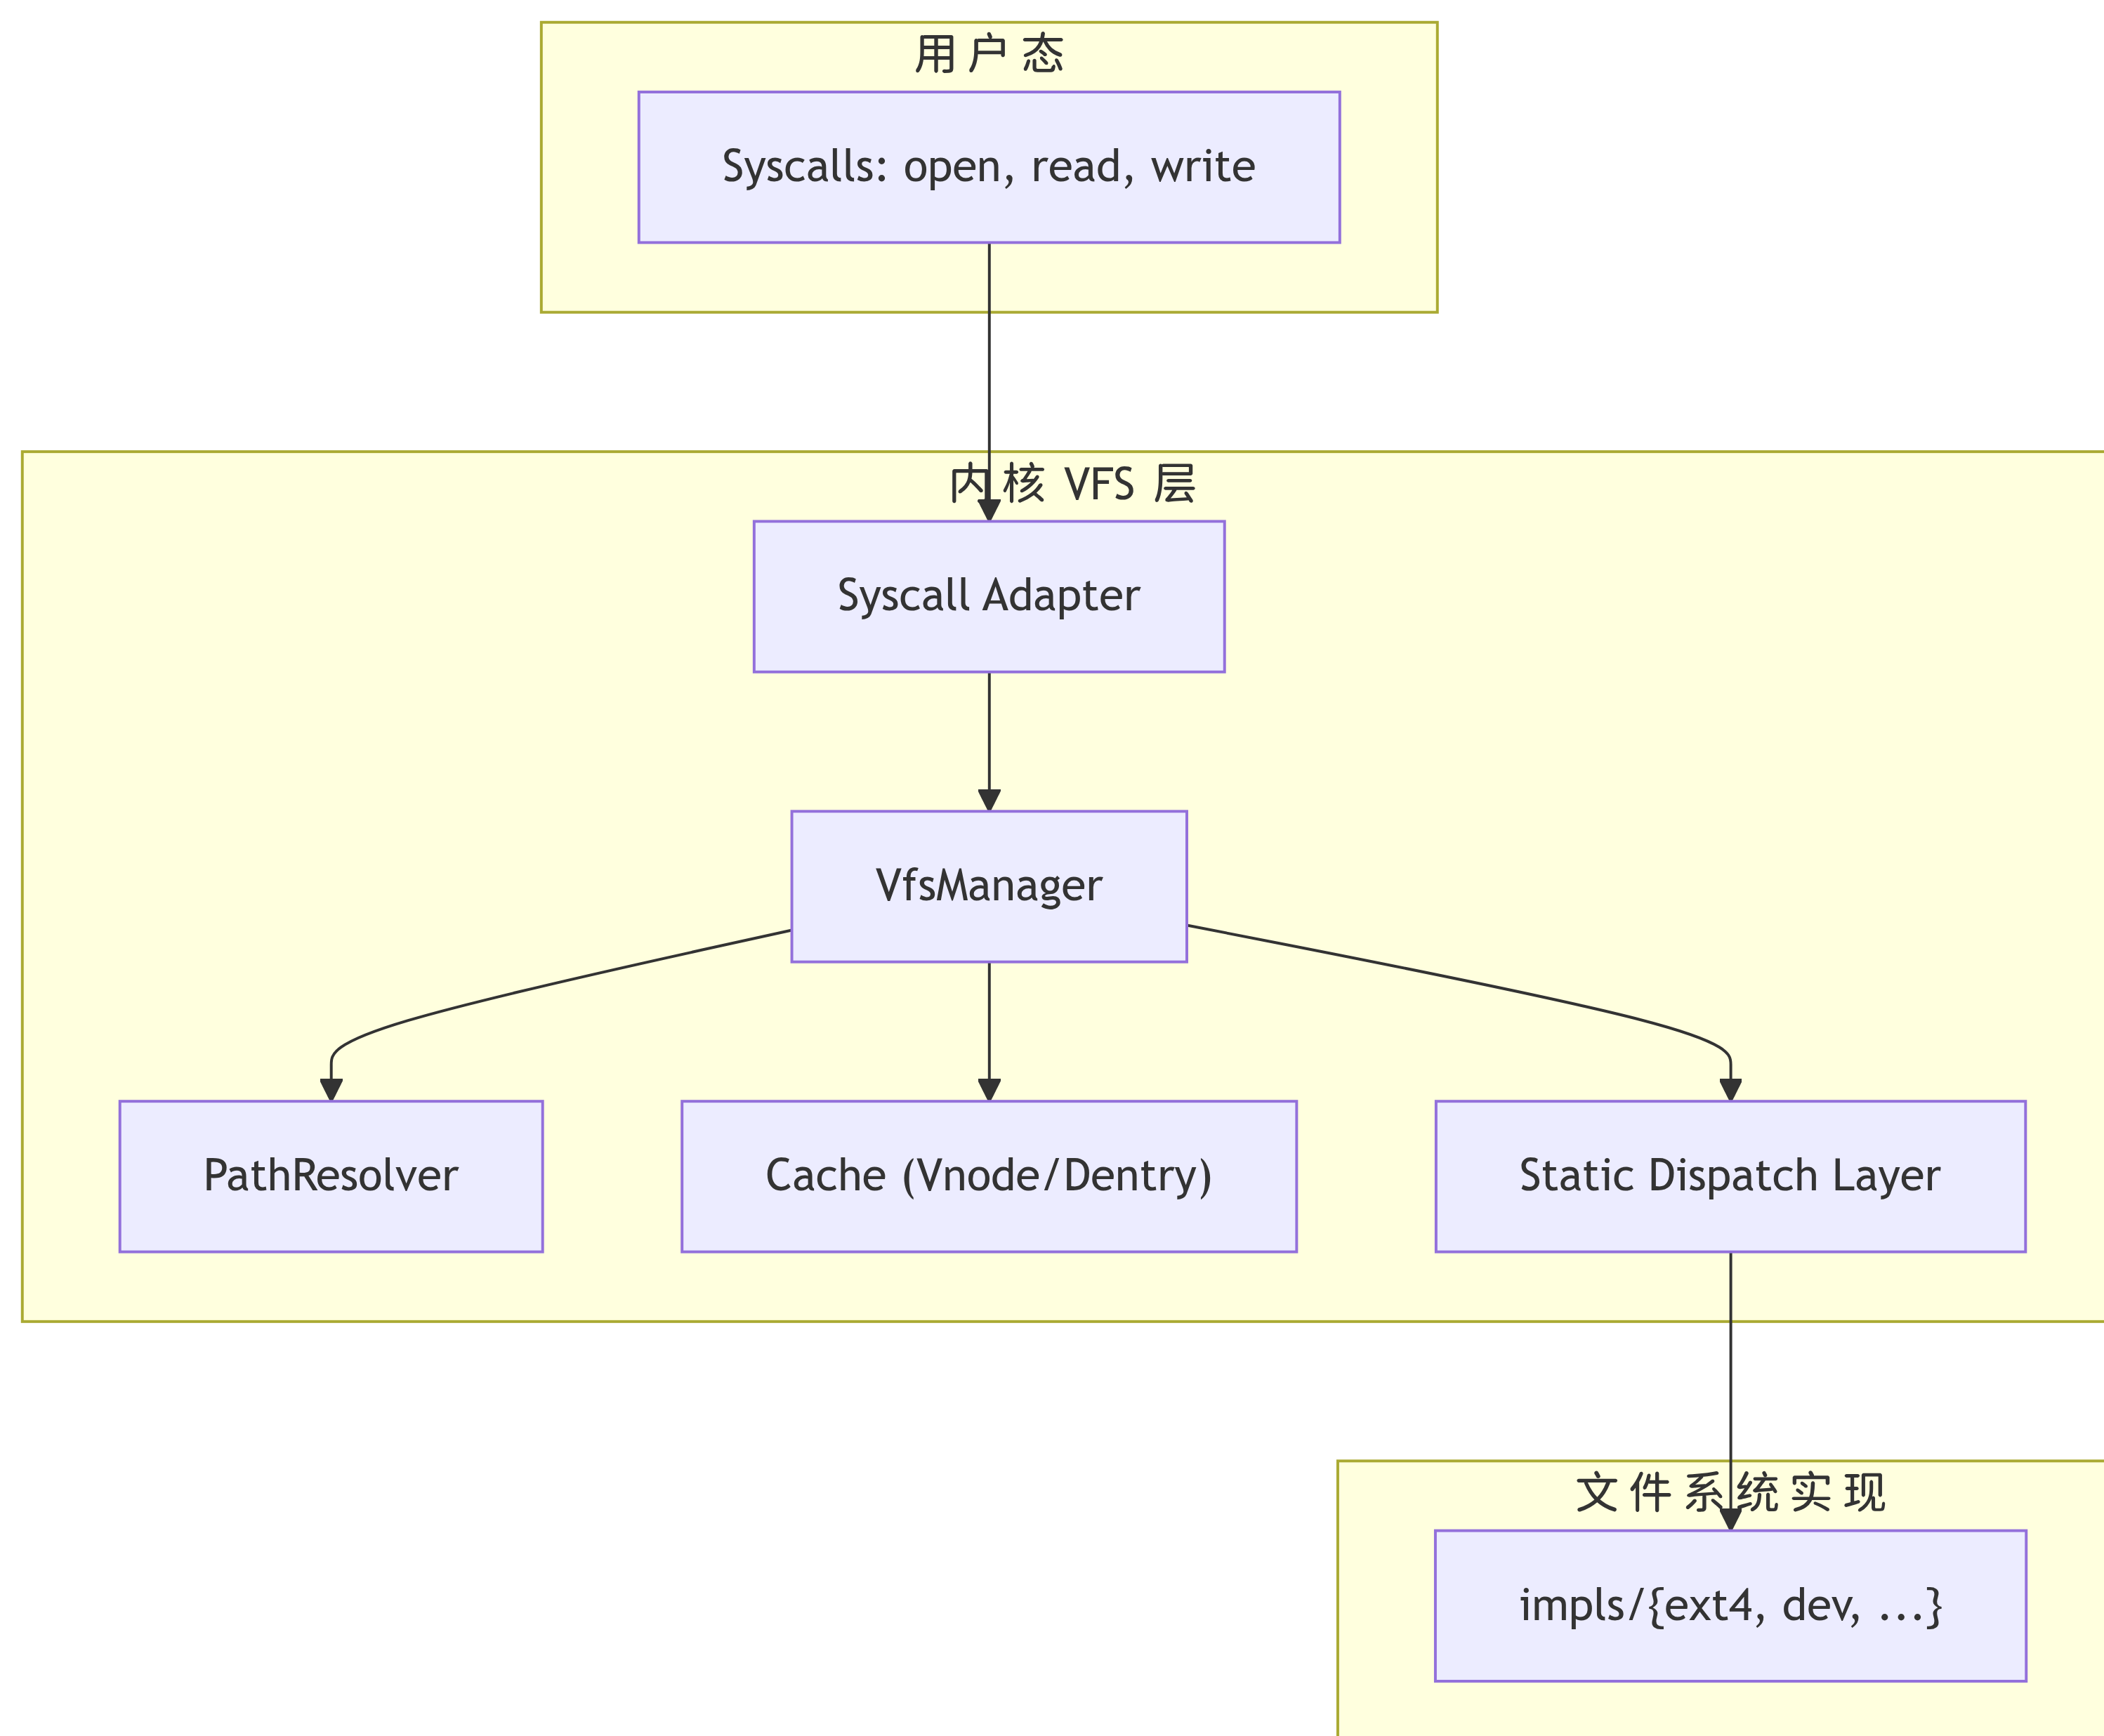 用户态
Syscalls: open, read, write
内核 VFS 层
Syscall Adapter
VfsManager
PathResolver
Cache (Vnode/Dentry)
Static Dispatch Layer
文件系统实现
impls/{ext4, dev, ...}